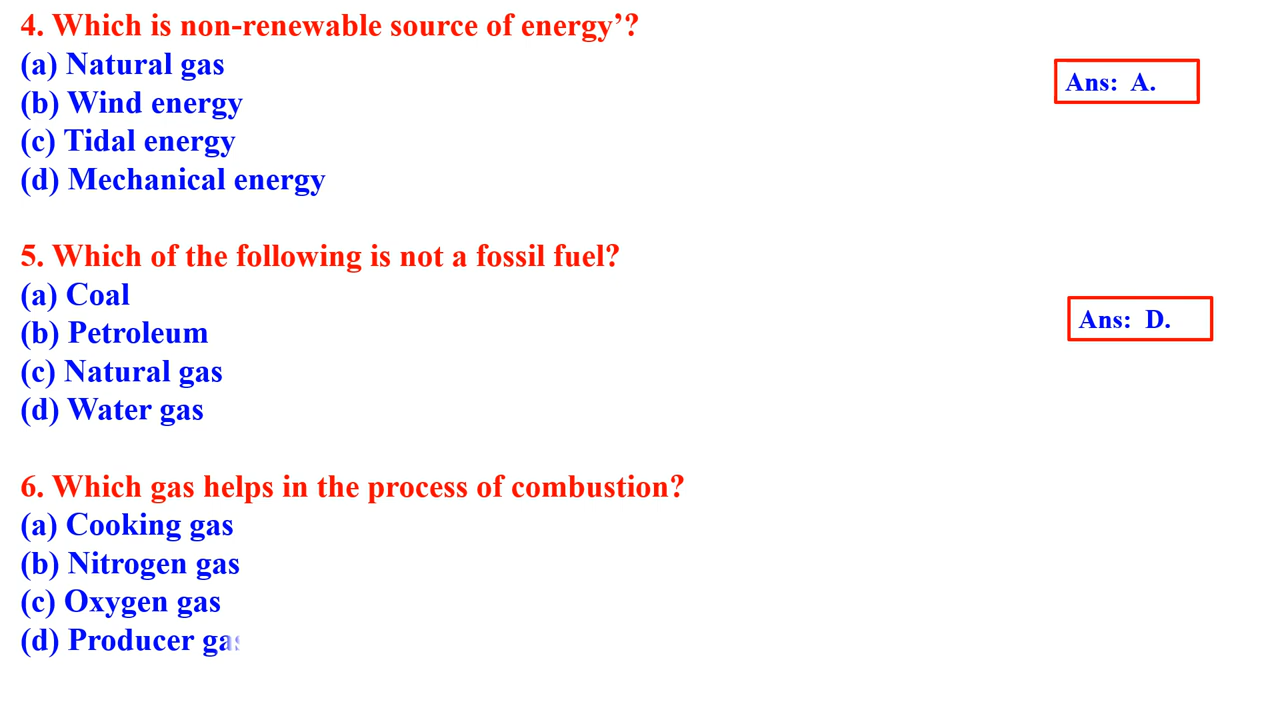 4. Which is non-renewable source of energy’?
(a) Natural gas
(b) Wind energy
(c) Tidal energy
(d) Mechanical energy
Ans: A.
5. Which of the following is not a fossil fuel?
(a) Coal
(b) Petroleum
(c) Natural gas
(d) Water gas
Ans: D.
6. Which gas helps in the process of combustion?
(a) Cooking gas
(b) Nitrogen gas
(c) Oxygen gas
(d) Producer gas